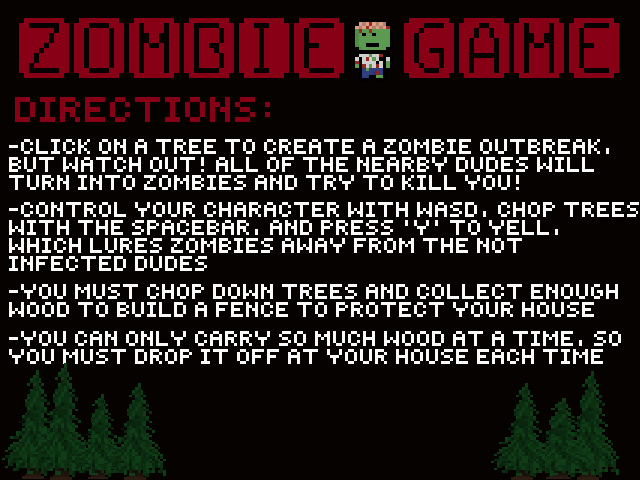 ZOMBIE GAME
DIRECTIONS:
-CLICK ON A TREE TO CREATE A ZOMBIE OUTBREAK.
BUT WATCH OUT! ALL OF THE NEARBY DUDES WILL
TURN INTO ZOMBIES AND TRY TO KILL YOU!
-CONTROL YOUR CHARACTER WITH WASD. CHOP TREES
WITH THE SPACEBAR. AND PRESS 'Y' TO YELL.
WHICH LURES ZOMBIES AWAY FROM THE NOT
INFECTED DUDES
-YOU MUST CHOP DOWN TREES AND COLLECT ENOUGH
WOOD TO BUILD A FENCE TO PROTECT YOUR HOUSE
-YOU CAN ONLY CARRY SO MUCH WOOD AT A TIME. SO
YOU MUST DROP IT OFF AT YOUR HOUSE EACH TIME